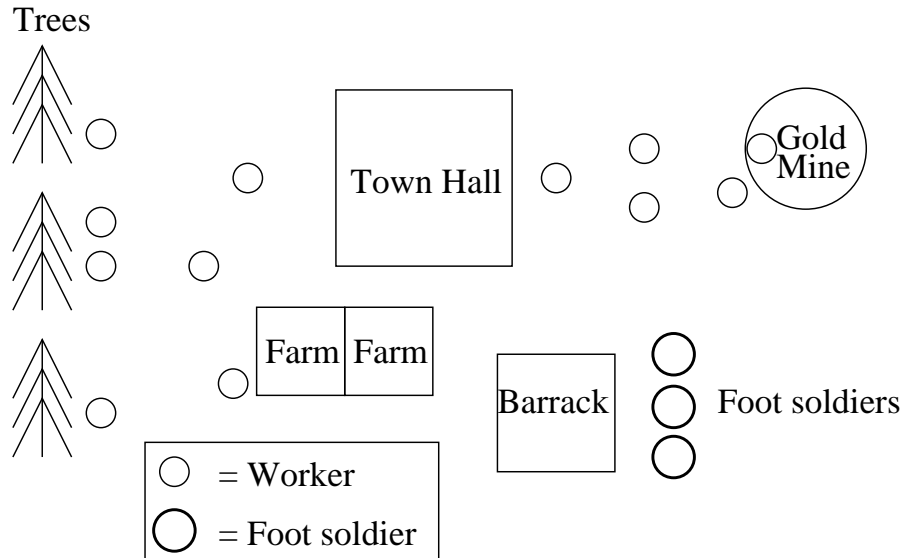 Trees
Gold
Mine
Town Hall
Farm Farm
Barrack
Foot soldiers
= Worker
= Foot soldier